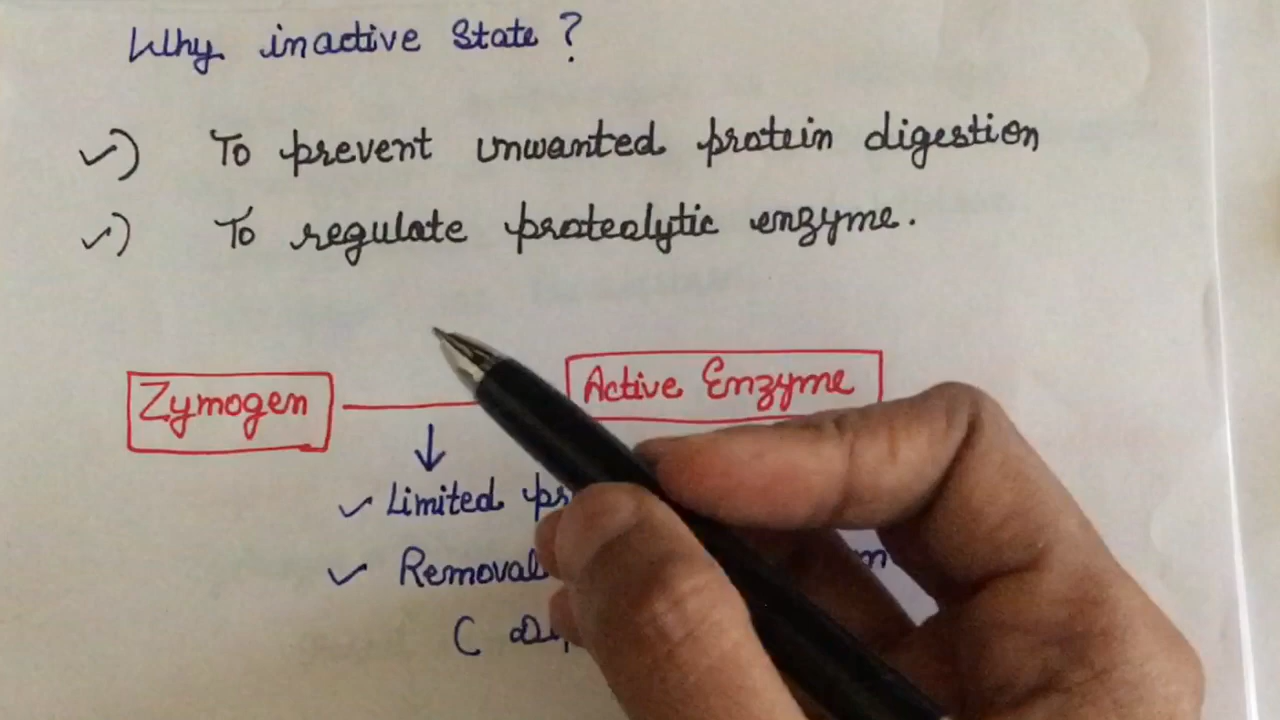 Why inactive State ?
To prevent unwanted protein digestion
To regulate proteolytic enzyme.
Zymogen
Active Enzyme
Limited
Removal